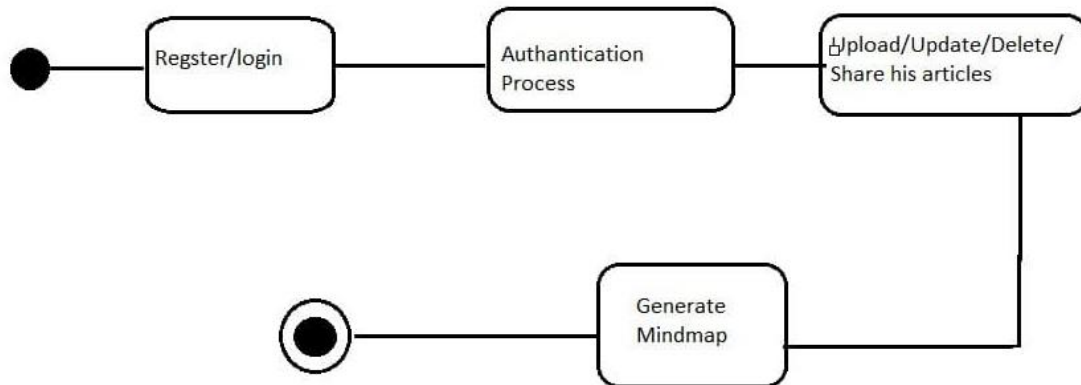 Regster/login
Authantication
Process
Upload/Update/Delete/
Share his articles
Generate
Mindmap